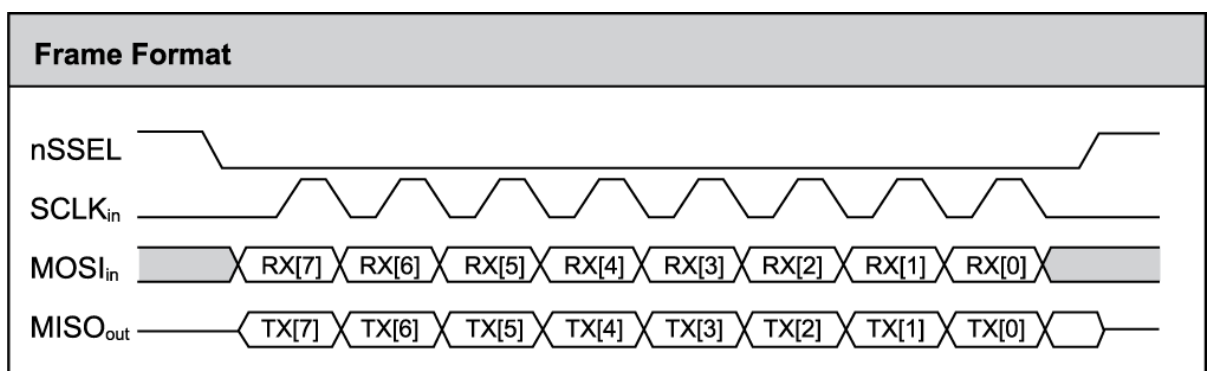 Frame Format
nSSEL
SCLKin
MOSIin RX[7] RX[6] RX[5] RX[4] RX[3] RX[2] RX[1] RX[0]
MISOout TX[7] TX[6] TX[5] TX[4] TX[3] TX[2] TX[1] TX[0]